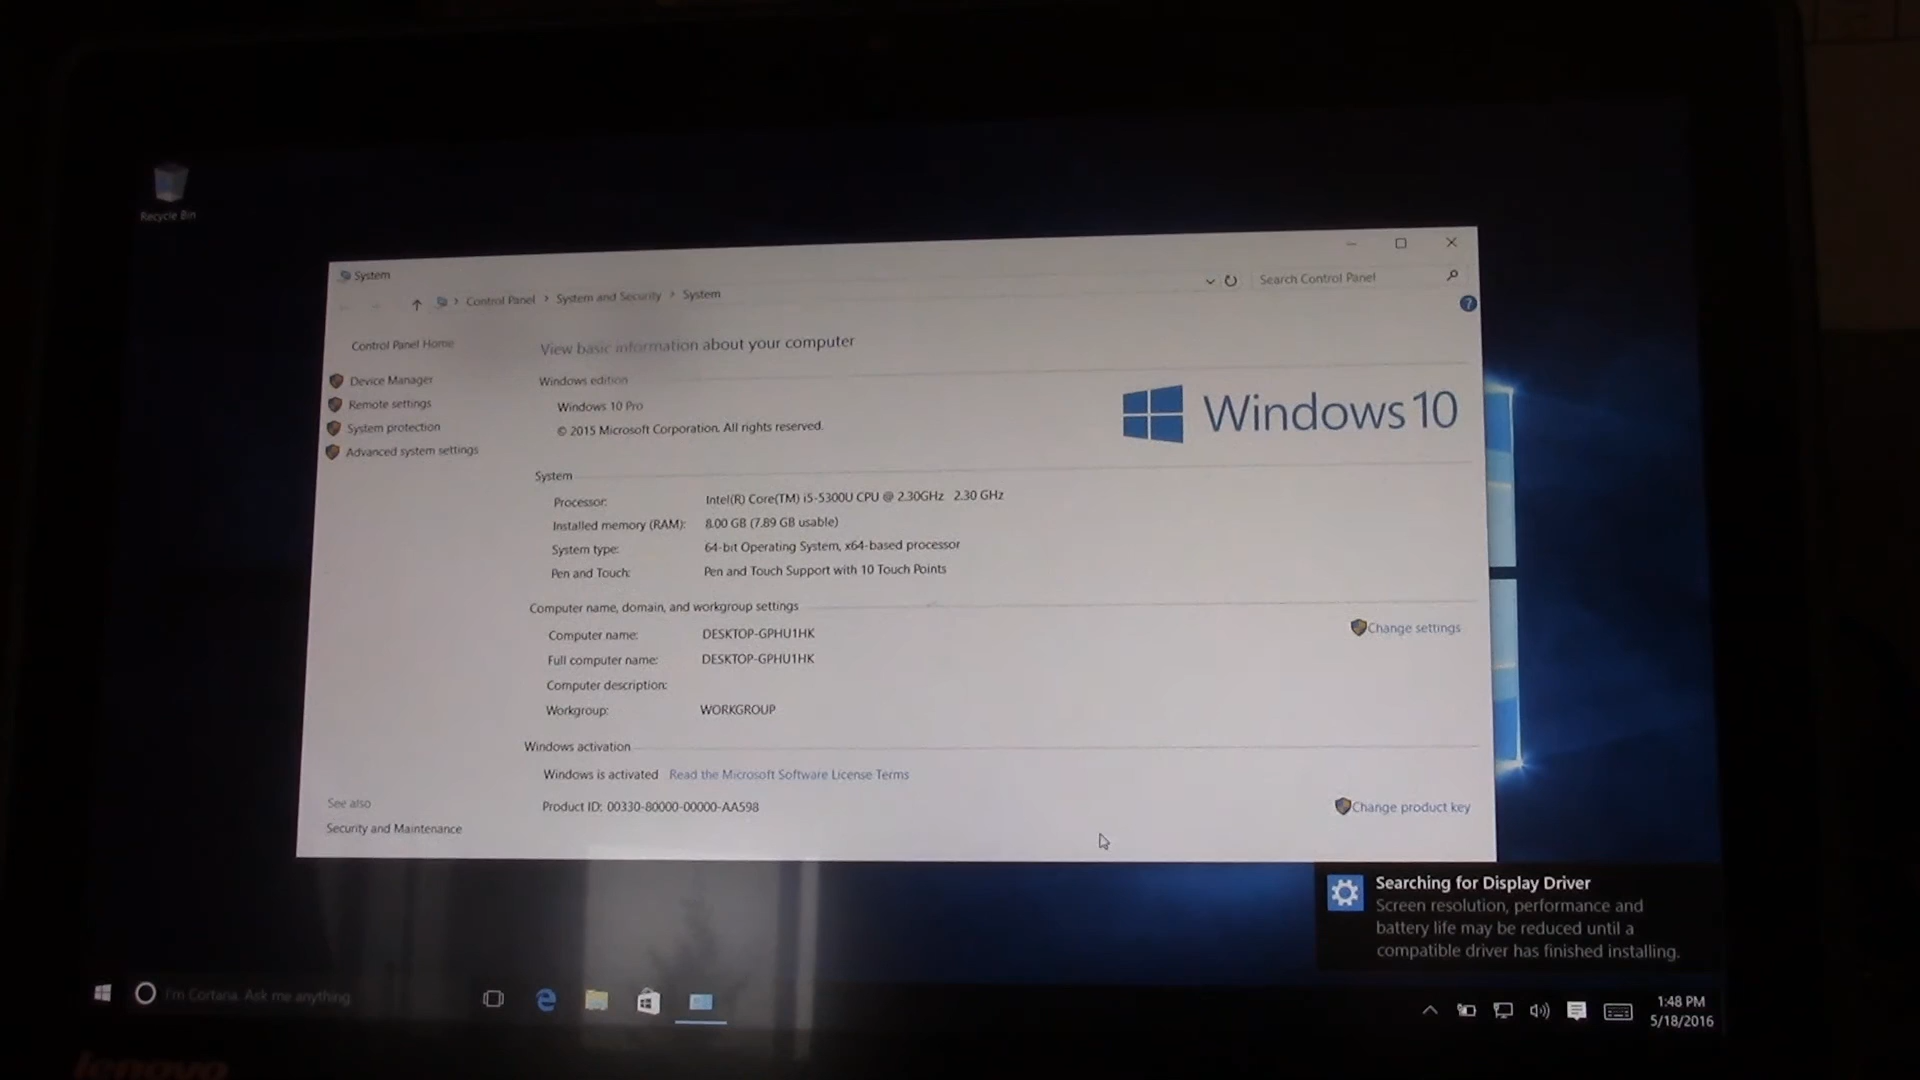 Recycle Bin
System
Control Panel > System and Security > System
Search Control Panel
?
Control Panel Home
Device Manager
Remote settings
System protection
Advanced system settings
See also
Security and Maintenance
View basic information about your computer
Windows edition
Windows 10 Pro
© 2015 Microsoft Corporation. All rights reserved.
Windows 10
System
Processor: Intel(R) Core(TM) i5-5300U CPU @ 2.30GHz 2.30 GHz
Installed memory (RAM): 8.00 GB (7.89 GB usable)
System type: 64-bit Operating System, x64-based processor
Pen and Touch: Pen and Touch Support with 10 Touch Points
Computer name, domain, and workgroup settings
Computer name: DESKTOP-GPHU1HK
Change settings
Full computer name: DESKTOP-GPHU1HK
Computer description:
Workgroup: WORKGROUP
Windows activation
Windows is activated Read the Microsoft Software License Terms
Product ID: 00330-80000-00000-AA598
Change product key
Searching for Display Driver
Screen resolution, performance and
battery life may be reduced until a
compatible driver has finished installing.
I'm Cortana. Ask me anything.
1:48 PM
5/18/2016
lenovo